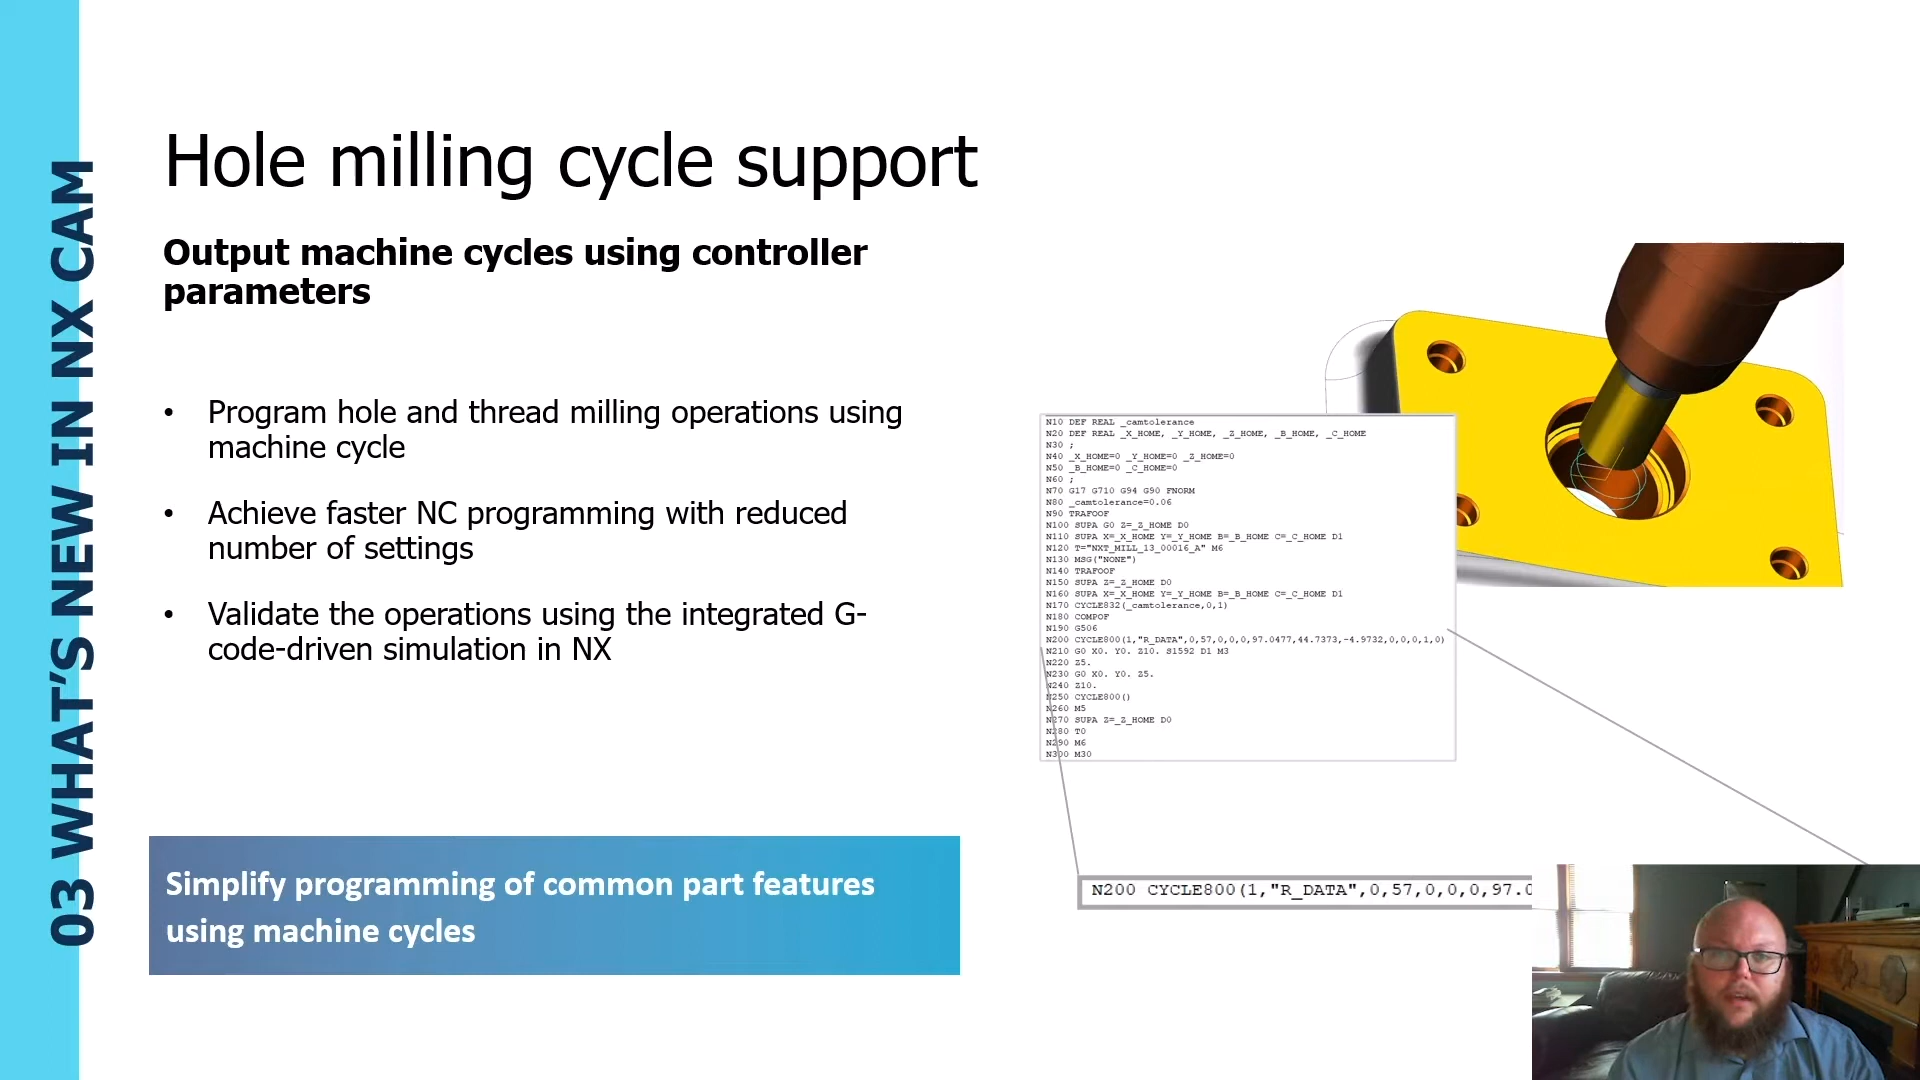 03 WHAT'S NEW IN NX CAM
Hole milling cycle support
Output machine cycles using controller
parameters
• Program hole and thread milling operations using
machine cycle
• Achieve faster NC programming with reduced
number of settings
• Validate the operations using the integrated G-
code-driven simulation in NX
Simplify programming of common part features
using machine cycles
N10 DEF REAL _camtolerance
N20 DEF REAL _X_HOME, _Y_HOME, _Z_HOME, _B_HOME, _C_HOME
N30 ;
N40 _X_HOME=0 _Y_HOME=0 _Z_HOME=0
N50 _B_HOME=0 _C_HOME=0
N60 ;
N70 G17 G710 G94 G90 FNORM
N80 _camtolerance=0.06
N90 TRAFOOF
N100 SUPA G0 Z=_Z_HOME D0
N110 SUPA X=_X_HOME Y=_Y_HOME B=_B_HOME C=_C_HOME D1
N120 T="NXT_MILL_13_00016_A" M6
N130 MSG("NONE")
N140 TRAFOOF
N150 SUPA Z=_Z_HOME D0
N160 SUPA X=_X_HOME Y=_Y_HOME B=_B_HOME C=_C_HOME D1
N170 CYCLE832(_camtolerance,0,1)
N180 COMPOF
N190 G506
N200 CYCLE800(1,"R_DATA",0,57,0,0,0,97.0477,44.7373,-4.9732,0,0,0,1,0)
N210 G0 X0. Y0. Z10. S1592 D1 M3
N220 Z5.
N230 G0 X0. Y0. Z5.
N240 Z10.
N250 CYCLE800()
N260 M5
N270 SUPA Z=_Z_HOME D0
N280 T0
N290 M6
N300 M30
N200 CYCLE800(1,"R_DATA",0,57,0,0,0,97.0